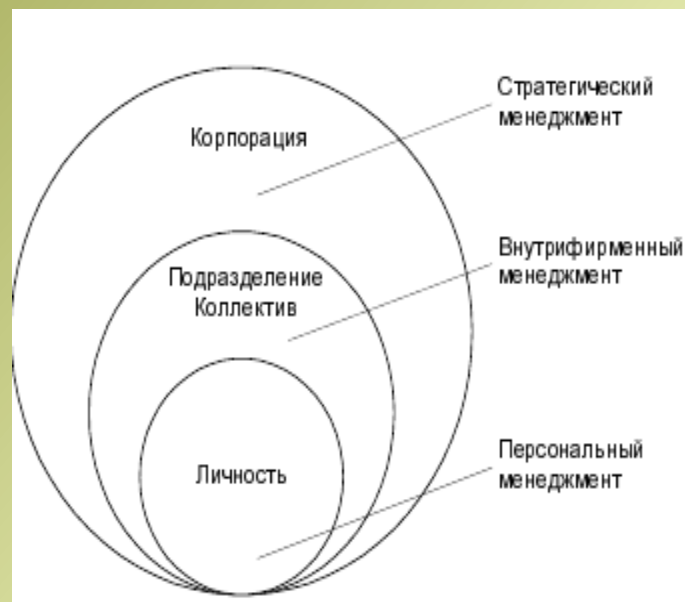 Стратегический
менеджмент
Корпорация
Внутрифирменный
менеджмент
Подразделение
Коллектив
Персональный
менеджмент
Личность